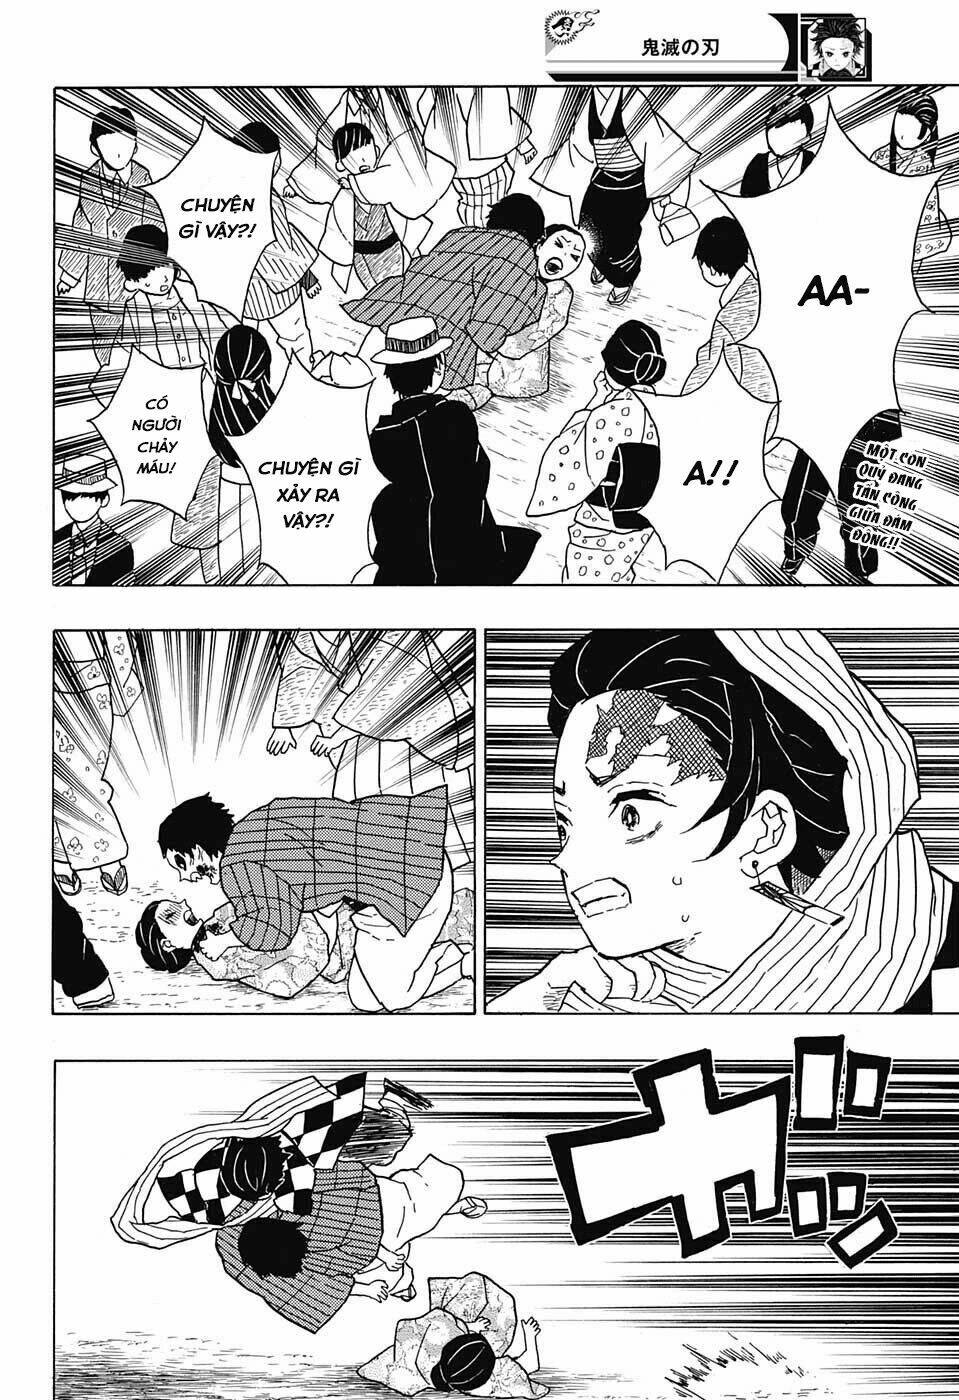 鬼滅の刃
CHUYỆN
GÌ VẬY?!
AA-
CÓ
NGƯỜI
CHẢY
MÁU!
CHUYỆN GÌ
XẢY RA
VẬY?!
A!!
MỘT CON
QUỶ ĐANG
TẤN CÔNG
GIỮA ĐÁM
ĐÔNG!!
ガッ